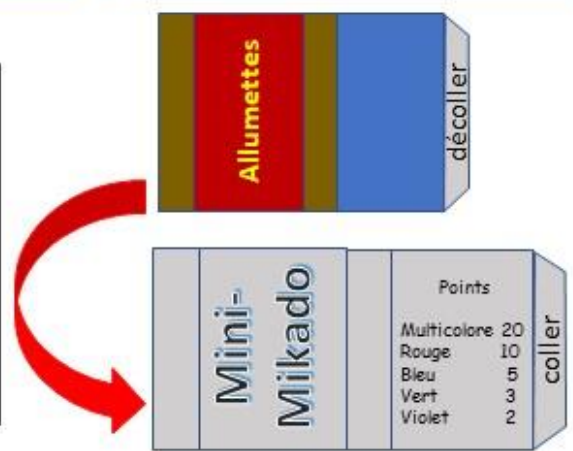 Allumettes
décoller
Mini-
Mikado
Points
Multicolore 20
Rouge 10
Bleu 5
Vert 3
Violet 2
coller